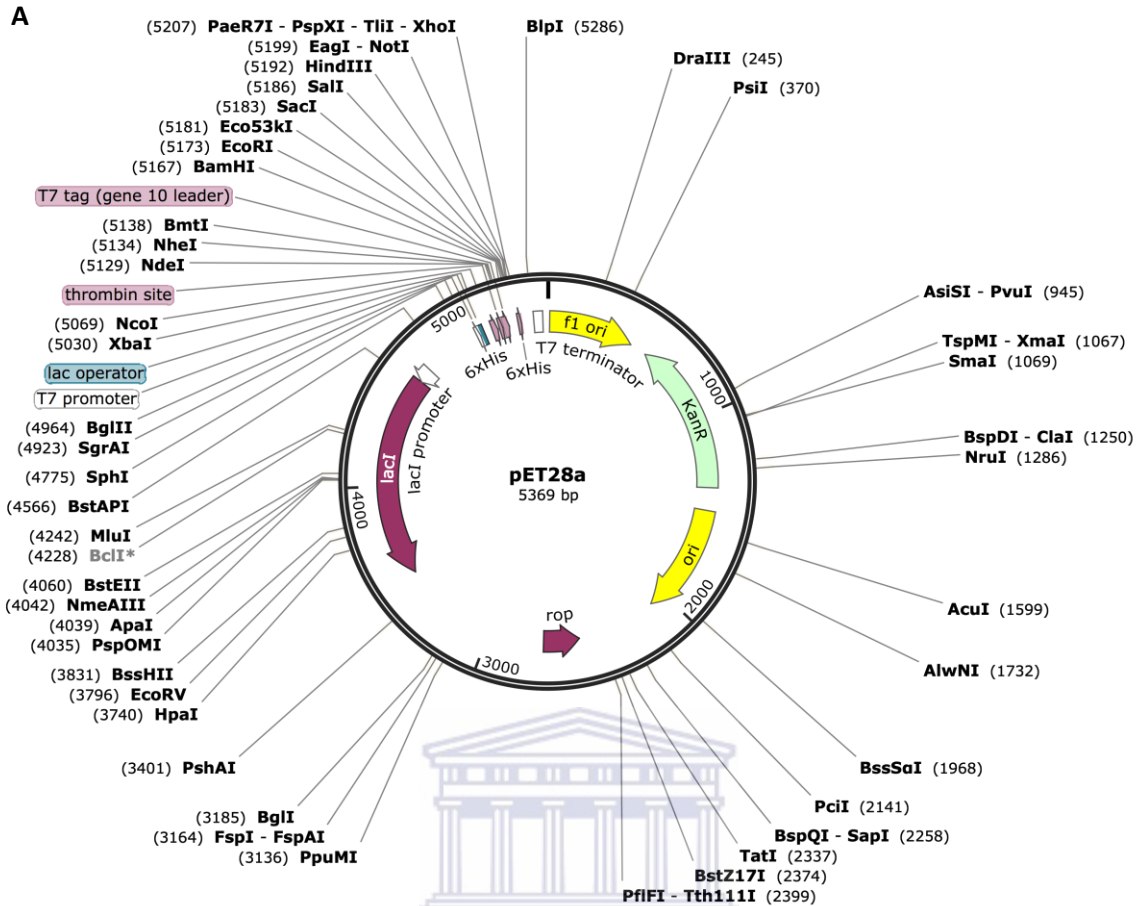 A
(5207) PaeR7I - PspXI - TliI - XhoI
(5199) EagI - NotI
(5192) HindIII
(5186) SalI
(5183) SacI
(5181) Eco53kI
(5173) EcoRI
(5167) BamHI
T7 tag (gene 10 leader)
(5138) BmtI
(5134) NheI
(5129) NdeI
thrombin site
(5069) NcoI
(5030) XbaI
lac operator
T7 promoter
(4964) BglII
(4923) SgrAI
(4775) SphI
(4566) BstAPI
(4242) MluI
(4228) BclI*
(4060) BstEII
(4042) NmeAIII
(4039) ApaI
(4035) PspOMI
(3831) BssHII
(3796) EcoRV
(3740) HpaI
(3401) PshAI
(3185) BglI
(3164) FspI - FspAI
(3136) PpuMI
BlpI (5286)
DraIII (245)
PsiI (370)
AsiSI - PvuI (945)
TspMI - XmaI (1067)
SmaI (1069)
BspDI - ClaI (1250)
NruI (1286)
AcuI (1599)
AlwNI (1732)
BssSαI (1968)
PciI (2141)
BspQI - SapI (2258)
TatI (2337)
BstZ17I (2374)
PflFI - Tth111I (2399)
5000
1000
2000
3000
4000
6xHis
6xHis
T7 terminator
f1 ori
KanR
ori
rop
lacI
lacI promoter
pET28a
5369 bp